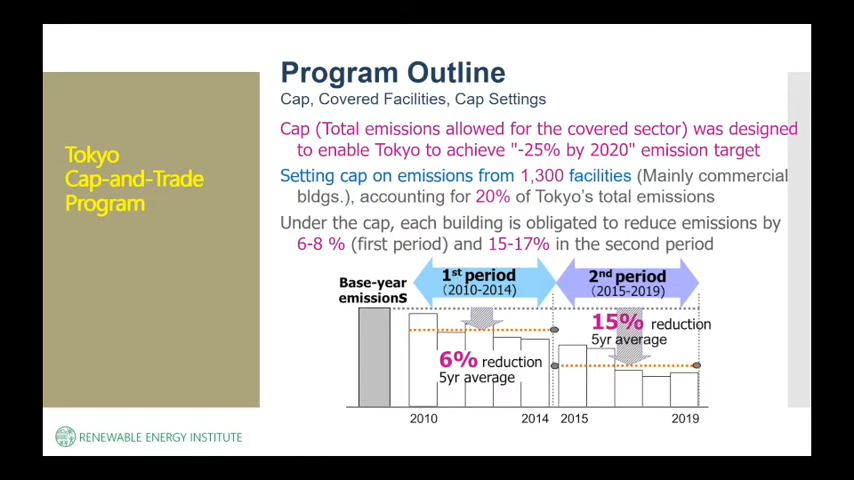 Program Outline
Cap, Covered Facilities, Cap Settings
Tokyo
Cap-and-Trade
Program
Cap (Total emissions allowed for the covered sector) was designed
to enable Tokyo to achieve "-25% by 2020" emission target
Setting cap on emissions from 1,300 facilities (Mainly commercial
bldgs.), accounting for 20% of Tokyo's total emissions
Under the cap, each building is obligated to reduce emissions by
6-8 % (first period) and 15-17% in the second period
Base-year
emissionS
1st period
(2010-2014)
2nd period
(2015-2019)
15% reduction
5yr average
6% reduction
5yr average
2010
2014
2015
2019
RENEWABLE ENERGY INSTITUTE